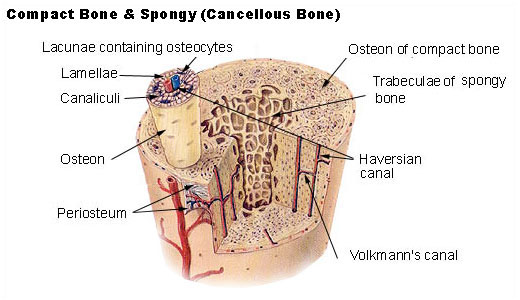 Compact Bone & Spongy (Cancellous Bone)
Lacunae containing osteocytes
Lamellae
Canaliculi
Osteon
Periosteum
Osteon of compact bone
Trabeculae of spongy
bone
Haversian
canal
Volkmann's canal